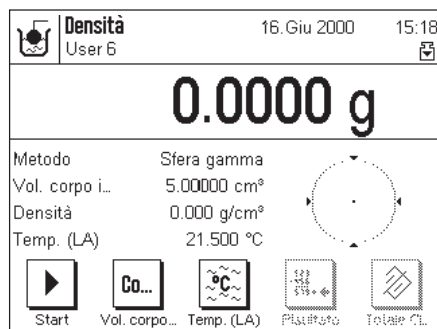 Densità 16.Giu 2000 15:18
User 6
0.0000 g
Metodo Sfera gamma
Vol. corpo i... 5.00000 cm³
Densità 0.000 g/cm³
Temp. (LA) 21.500 °C
Co... °C
Start Vol. corpo... Temp. (LA) Totale Cl..